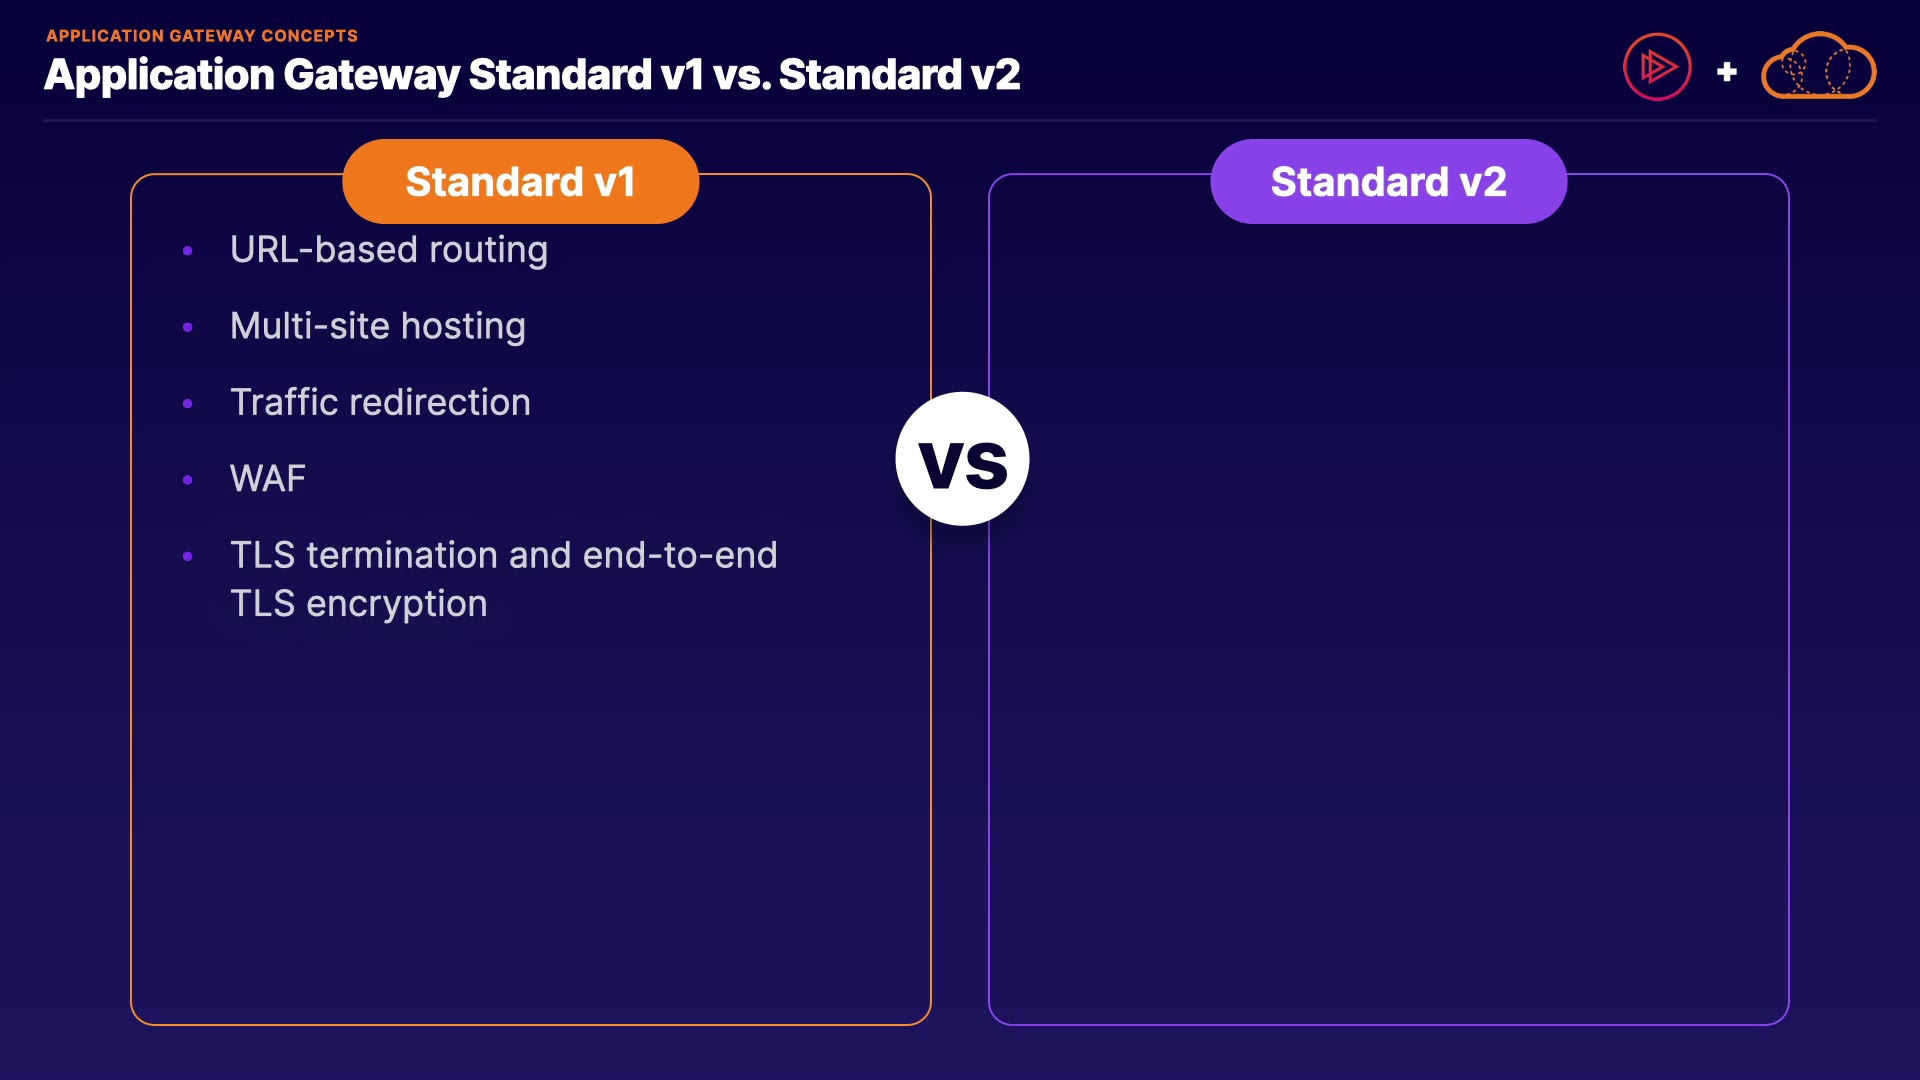 APPLICATION GATEWAY CONCEPTS
Application Gateway Standard v1 vs. Standard v2
+
Standard v1
• URL-based routing
• Multi-site hosting
• Traffic redirection
• WAF
• TLS termination and end-to-end
TLS encryption
VS
Standard v2